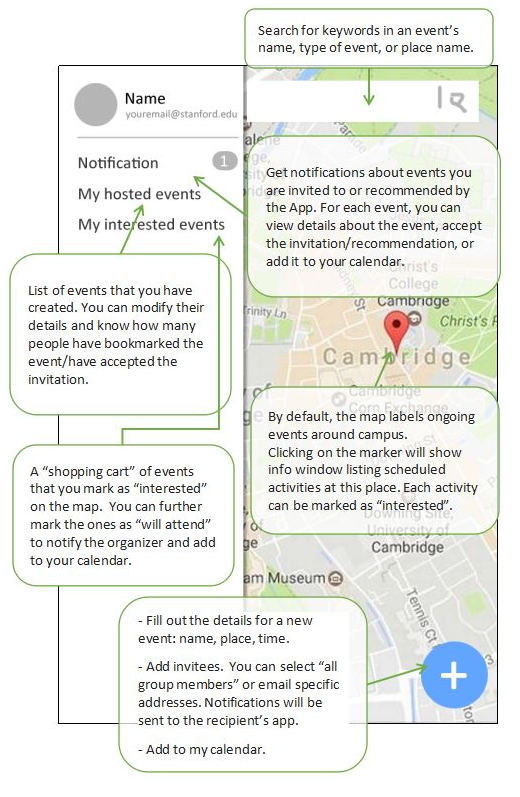 Search for keywords in an event's
name, type of event, or place name.
Name
youremail@stanford.edu
Notification
1
My hosted events
My interested events
Get notifications about events you
are invited to or recommended by
the App. For each event, you can
view details about the event, accept
the invitation/recommendation, or
add it to your calendar.
Christ's
College
Cambridge
Trinity Ln
Christ's P
Cambridge
List of events that you have
created. You can modify their
details and know how many
people have bookmarked the
event/have accepted the
invitation.
Cambridge
Corn Exchange
By default, the map labels ongoing
events around campus.
Clicking on the marker will show
info window listing scheduled
activities at this place. Each activity
can be marked as "interested".
Downing Site,
University of
Cambridge
A "shopping cart" of events
that you mark as "interested"
on the map.  You can further
mark the ones as "will attend"
to notify the organizer and add
to your calendar.
am Museum
Tennis Ct
- Fill out the details for a new
event: name, place, time.
- Add invitees.  You can select "all
group members" or email specific
addresses. Notifications will be
sent to the recipient's app.
- Add to my calendar.
+